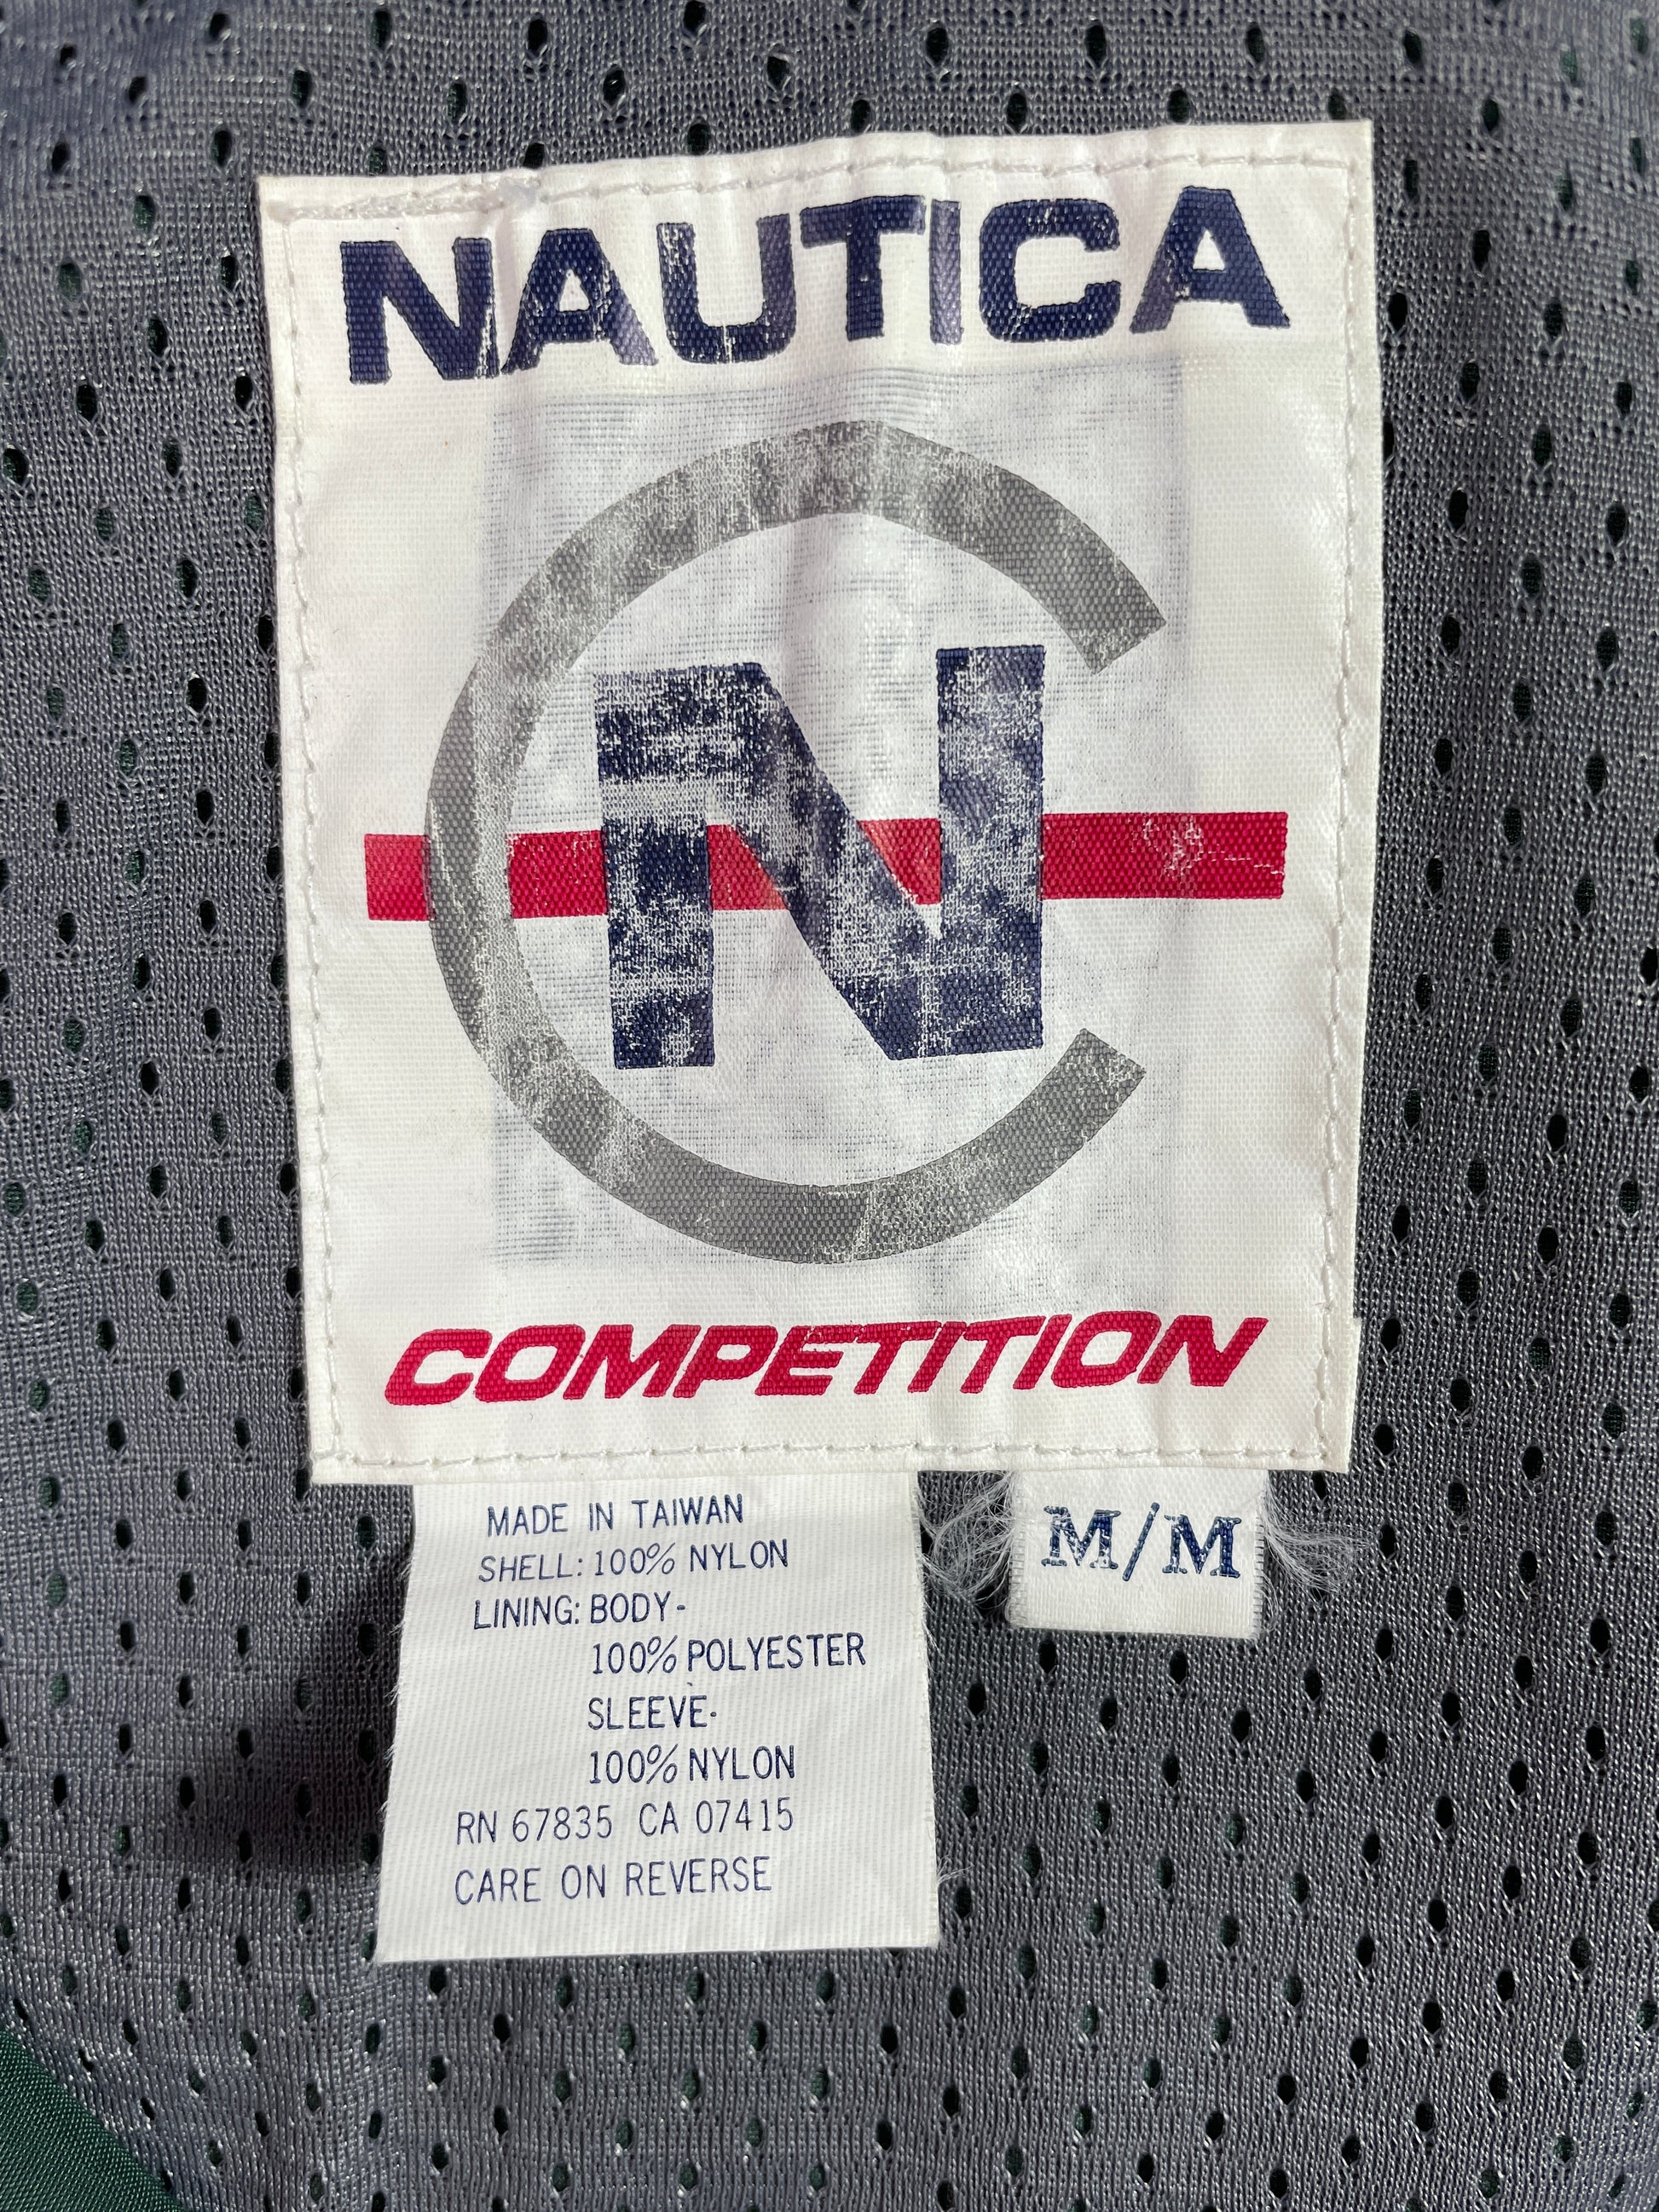 NAUTICA
N
COMPETITION
MADE IN TAIWAN
SHELL: 100% NYLON
LINING: BODY-
100% POLYESTER
SLEEVE-
100% NYLON
RN 67835 CA 07415
CARE ON REVERSE
M/M